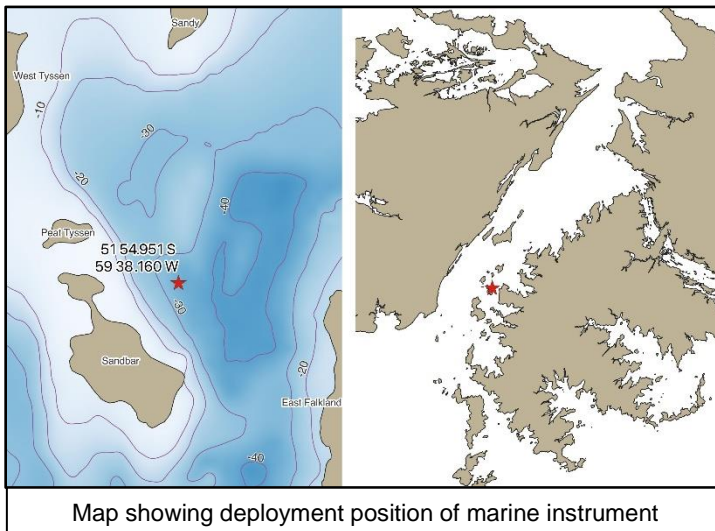 Sandy
West Tyssen
-10
-30
-20
-40
Peat Tyssen
51 54.951 S
59 38.160 W
-30
Sandbar
-20
East Falkland
-40
Map showing deployment position of marine instrument